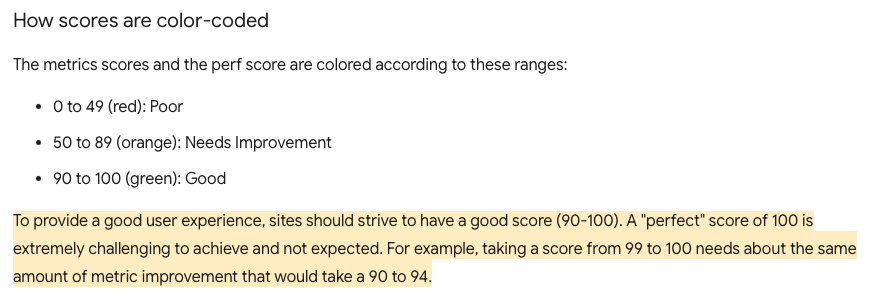 How scores are color-coded
The metrics scores and the perf score are colored according to these ranges:
• 0 to 49 (red): Poor
• 50 to 89 (orange): Needs Improvement
• 90 to 100 (green): Good
To provide a good user experience, sites should strive to have a good score (90-100). A "perfect" score of 100 is
extremely challenging to achieve and not expected. For example, taking a score from 99 to 100 needs about the same
amount of metric improvement that would take a 90 to 94.